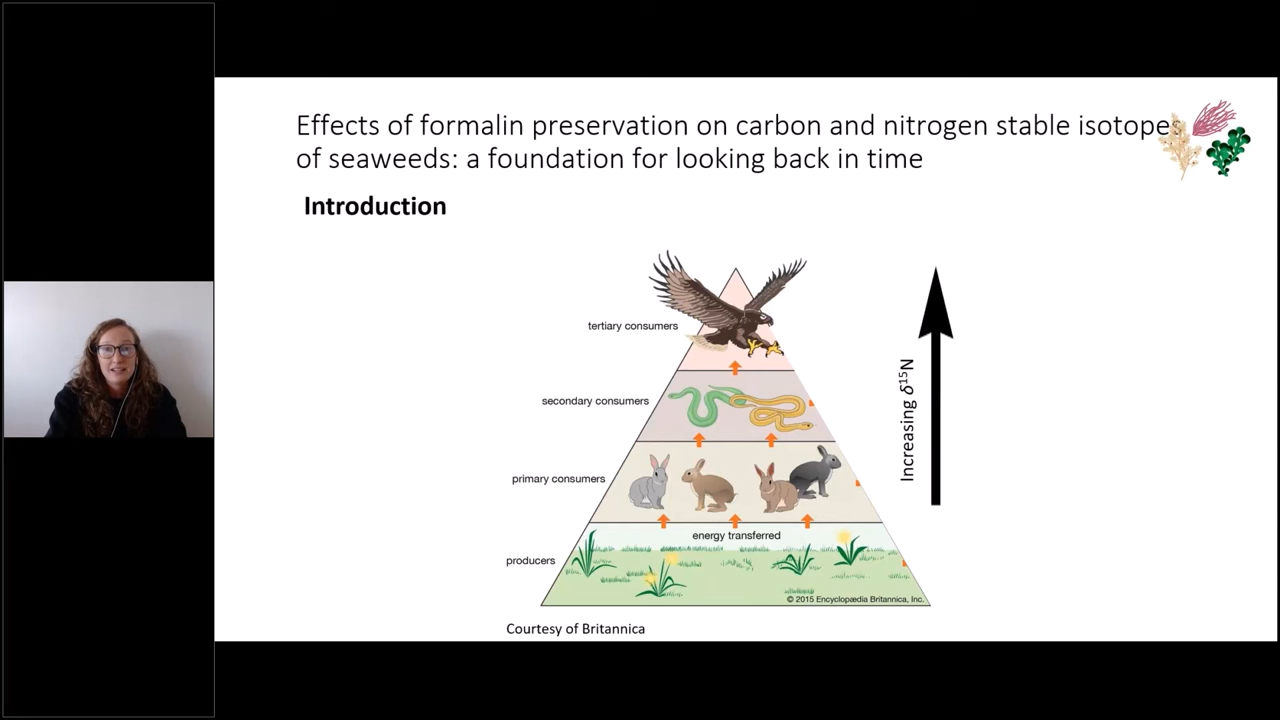 Effects of formalin preservation on carbon and nitrogen stable isotopes
of seaweeds: a foundation for looking back in time
Introduction
tertiary consumers
secondary consumers
primary consumers
energy transferred
producers
© 2015 Encyclopædia Britannica, Inc.
Increasing δ¹⁵N
Courtesy of Britannica